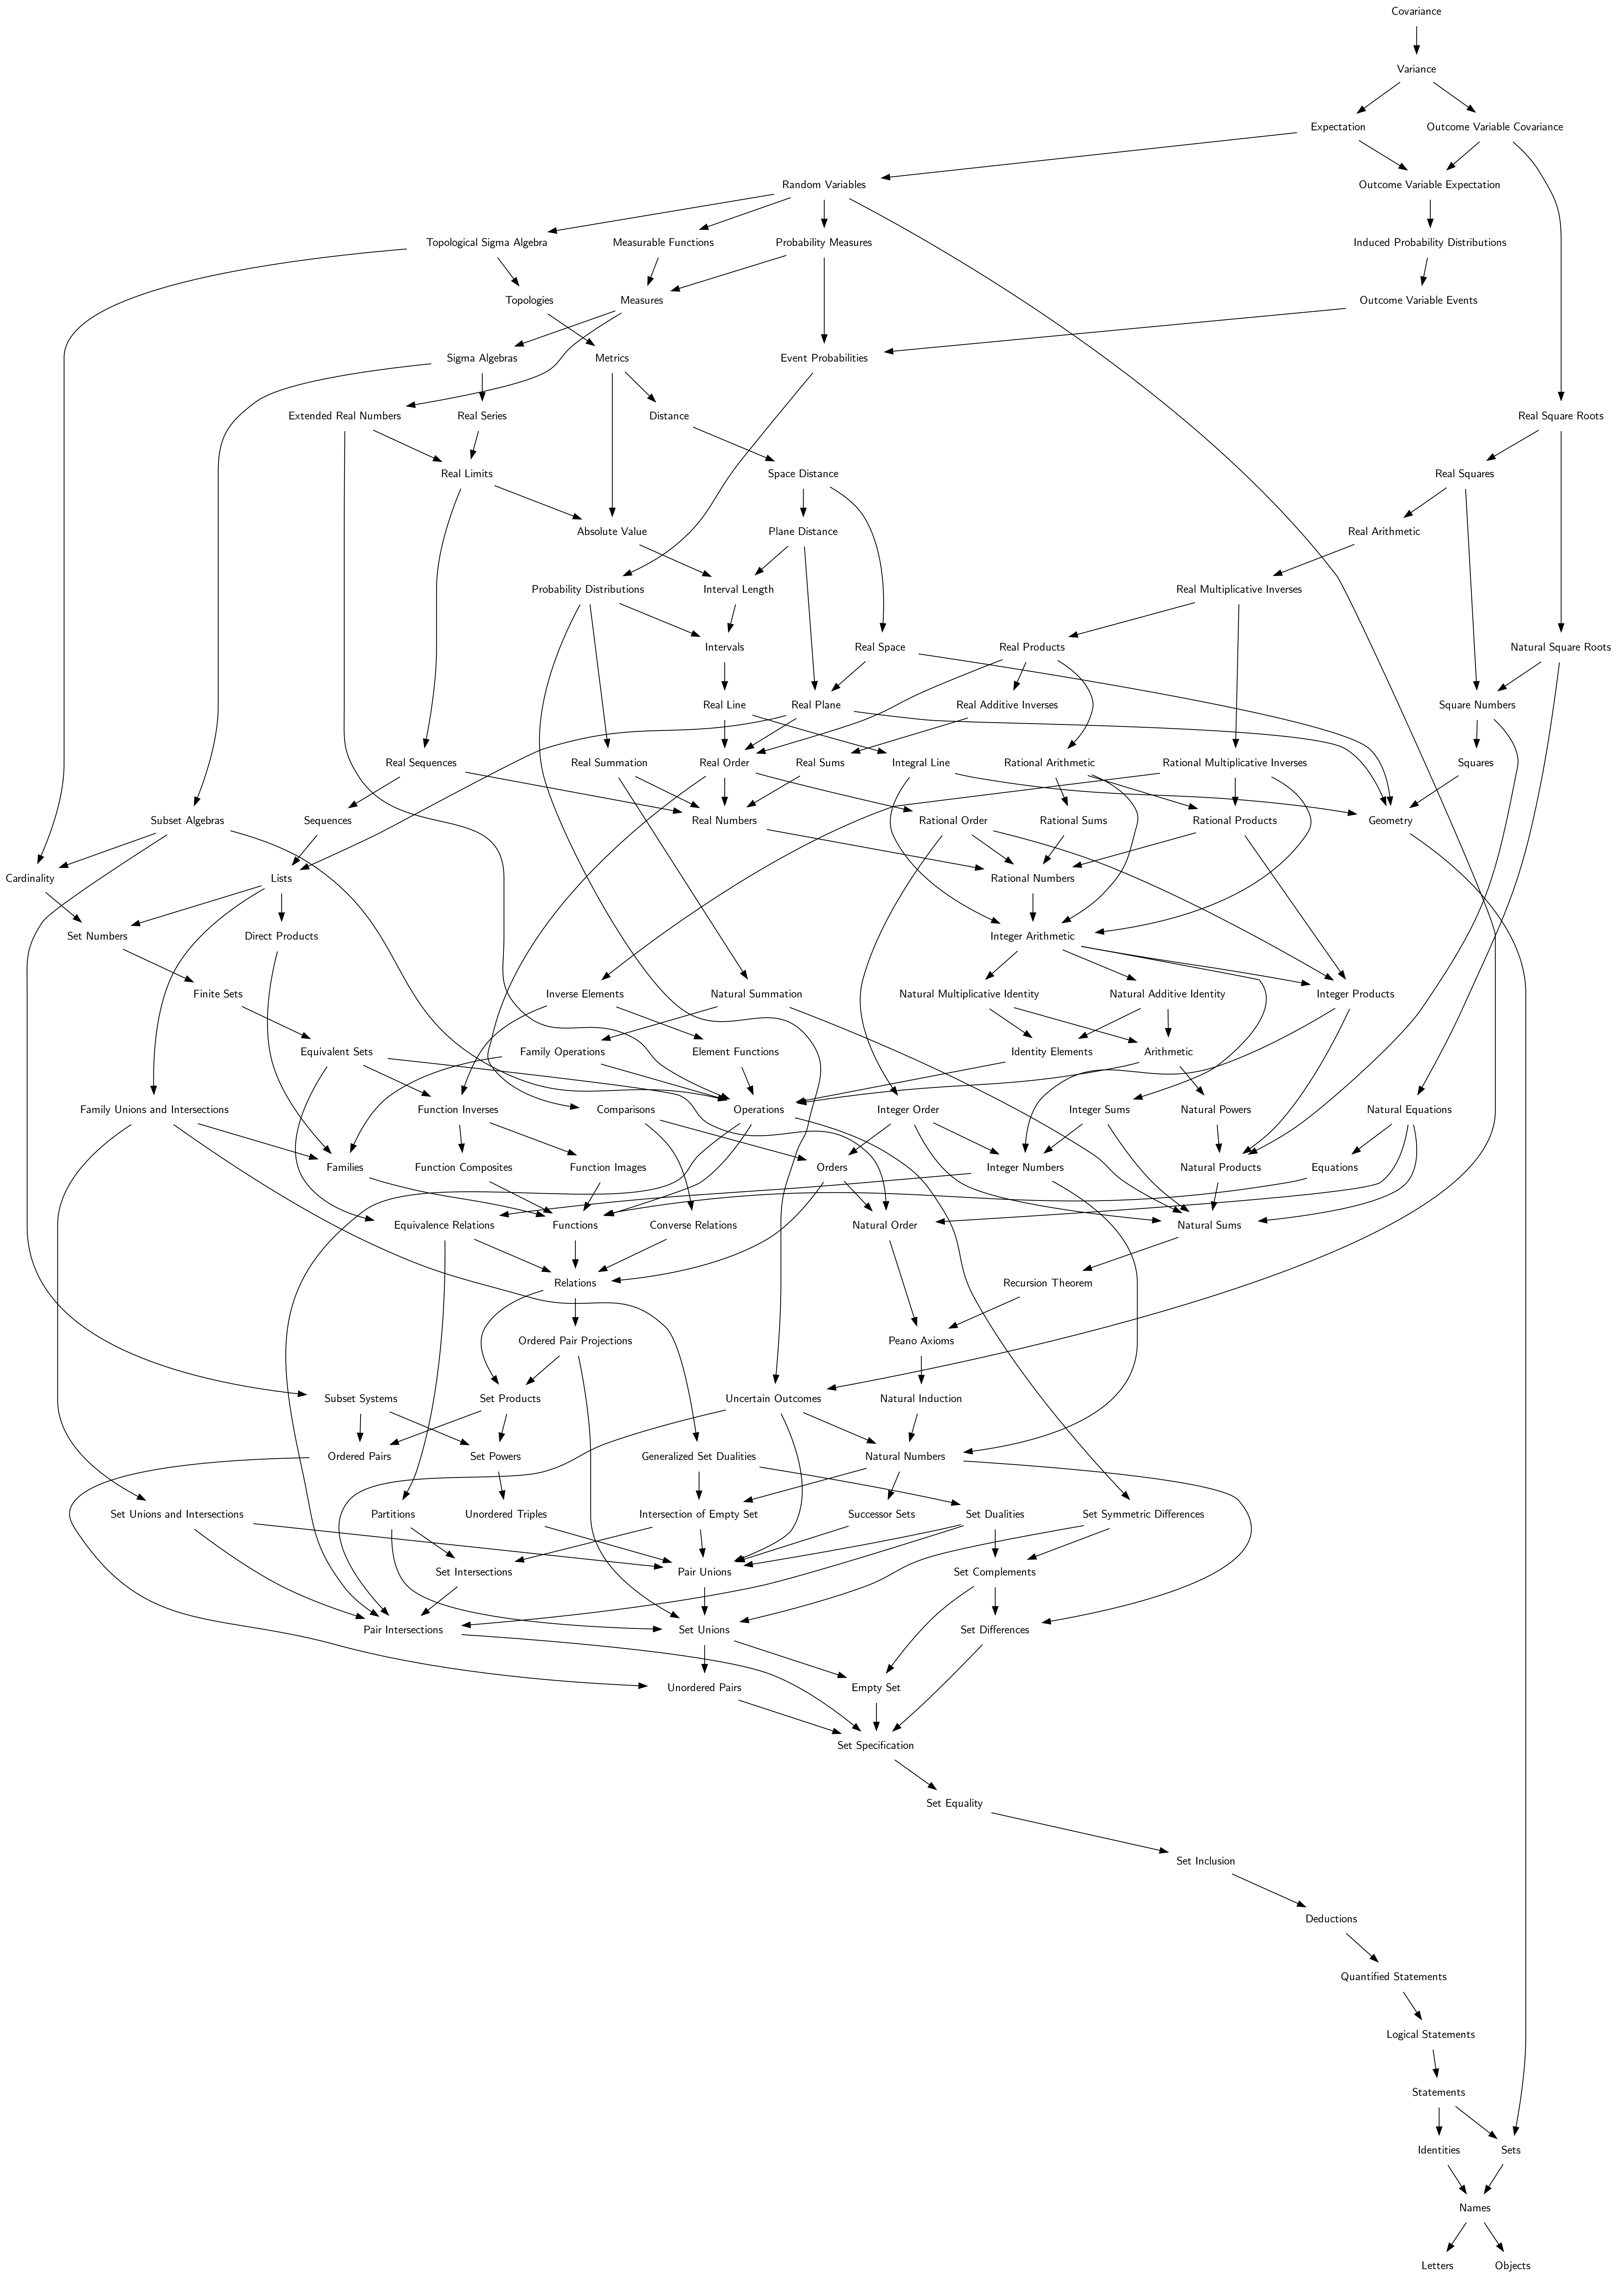 Covariance
Variance
Expectation
Outcome Variable Covariance
Random Variables
Outcome Variable Expectation
Topological Sigma Algebra
Measurable Functions
Probability Measures
Induced Probability Distributions
Topologies
Measures
Outcome Variable Events
Sigma Algebras
Metrics
Event Probabilities
Extended Real Numbers
Real Series
Distance
Real Square Roots
Real Limits
Space Distance
Real Squares
Absolute Value
Plane Distance
Real Arithmetic
Probability Distributions
Interval Length
Real Multiplicative Inverses
Intervals
Real Space
Real Products
Natural Square Roots
Real Line
Real Plane
Real Additive Inverses
Square Numbers
Real Sequences
Real Summation
Real Order
Real Sums
Integral Line
Rational Arithmetic
Rational Multiplicative Inverses
Squares
Subset Algebras
Sequences
Real Numbers
Rational Order
Rational Sums
Rational Products
Geometry
Cardinality
Lists
Rational Numbers
Set Numbers
Direct Products
Integer Arithmetic
Finite Sets
Inverse Elements
Natural Summation
Natural Multiplicative Identity
Natural Additive Identity
Integer Products
Equivalent Sets
Family Operations
Element Functions
Identity Elements
Arithmetic
Family Unions and Intersections
Function Inverses
Comparisons
Operations
Integer Order
Integer Sums
Natural Powers
Natural Equations
Families
Function Composites
Function Images
Orders
Integer Numbers
Natural Products
Equations
Equivalence Relations
Functions
Converse Relations
Natural Order
Natural Sums
Relations
Recursion Theorem
Ordered Pair Projections
Peano Axioms
Subset Systems
Set Products
Uncertain Outcomes
Natural Induction
Ordered Pairs
Set Powers
Generalized Set Dualities
Natural Numbers
Set Unions and Intersections
Partitions
Unordered Triples
Intersection of Empty Set
Successor Sets
Set Dualities
Set Symmetric Differences
Set Intersections
Pair Unions
Set Complements
Pair Intersections
Set Unions
Set Differences
Unordered Pairs
Empty Set
Set Specification
Set Equality
Set Inclusion
Deductions
Quantified Statements
Logical Statements
Statements
Identities
Sets
Names
Letters
Objects